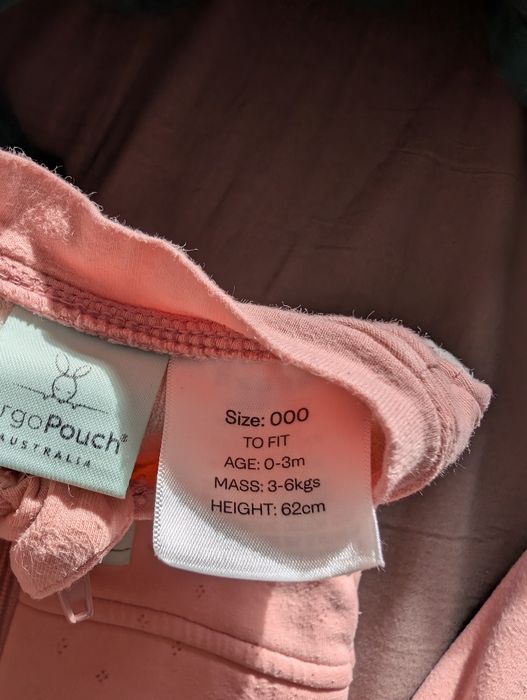 rgoPouch®
AUSTRALIA
Size: 000
TO FIT
AGE: 0-3m
MASS: 3-6kgs
HEIGHT: 62cm